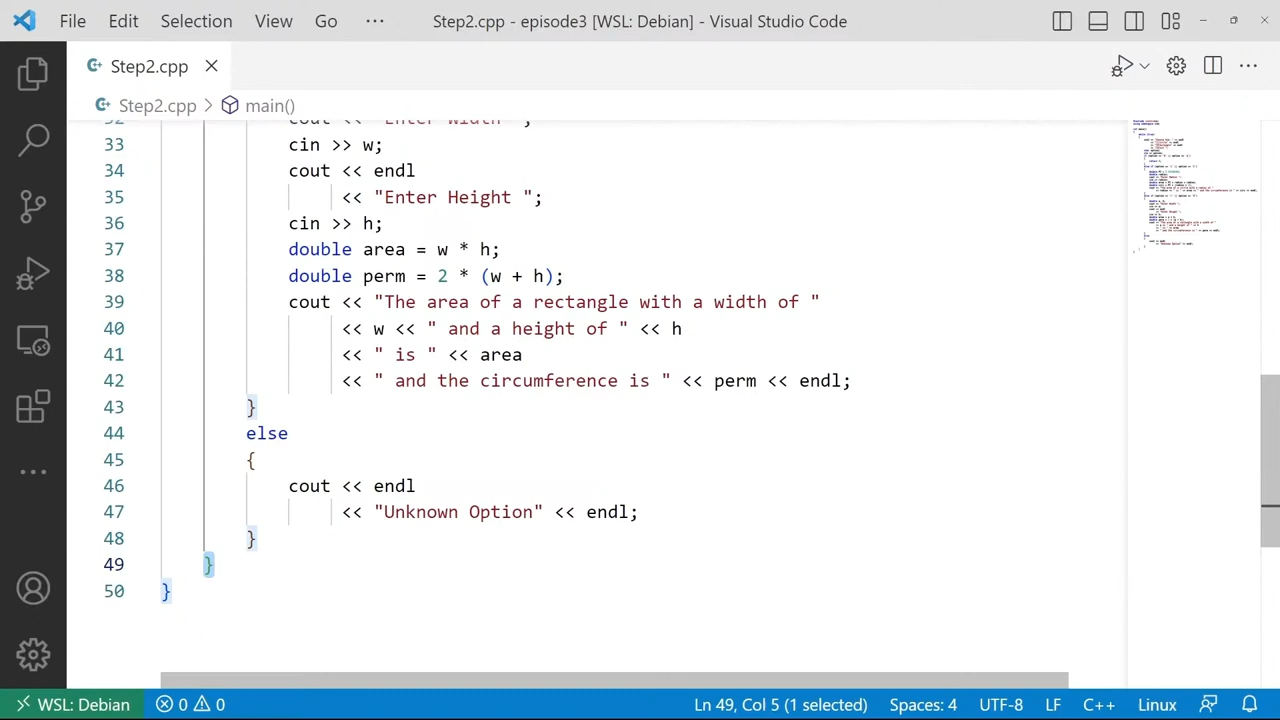 File Edit Selection View Go ··· Step2.cpp - episode3 [WSL: Debian] - Visual Studio Code
Step2.cpp
Step2.cpp > main()
32 cout << "Enter Width ";
33 cin >> w;
34 cout << endl
35 << "Enter Height ";
36 cin >> h;
37 double area = w * h;
38 double perm = 2 * (w + h);
39 cout << "The area of a rectangle with a width of "
40 << w << " and a height of " << h
41 << " is " << area
42 << " and the circumference is " << perm << endl;
43 }
44 else
45 {
46 cout << endl
47 << "Unknown Option" << endl;
48 }
49 }
50 }
WSL: Debian 0 0 Ln 49, Col 5 (1 selected) Spaces: 4 UTF-8 LF C++ Linux